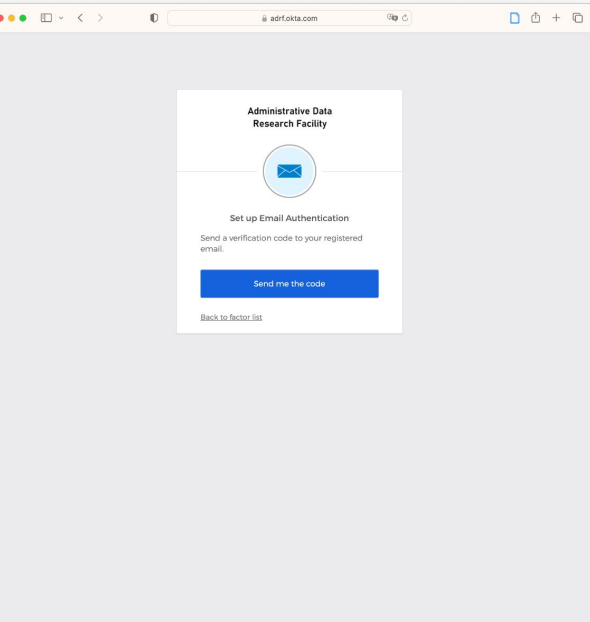 adrf.okta.com
Administrative Data
Research Facility
Set up Email Authentication
Send a verification code to your registered
email.
Send me the code
Back to factor list